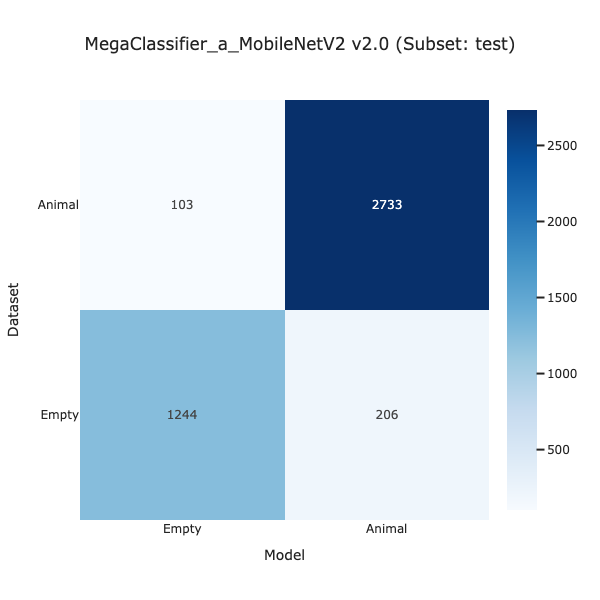 MegaClassifier_a_MobileNetV2 v2.0 (Subset: test)
Dataset
Animal
103
2733
Empty
1244
206
Empty
Animal
Model
2500
2000
1500
1000
500